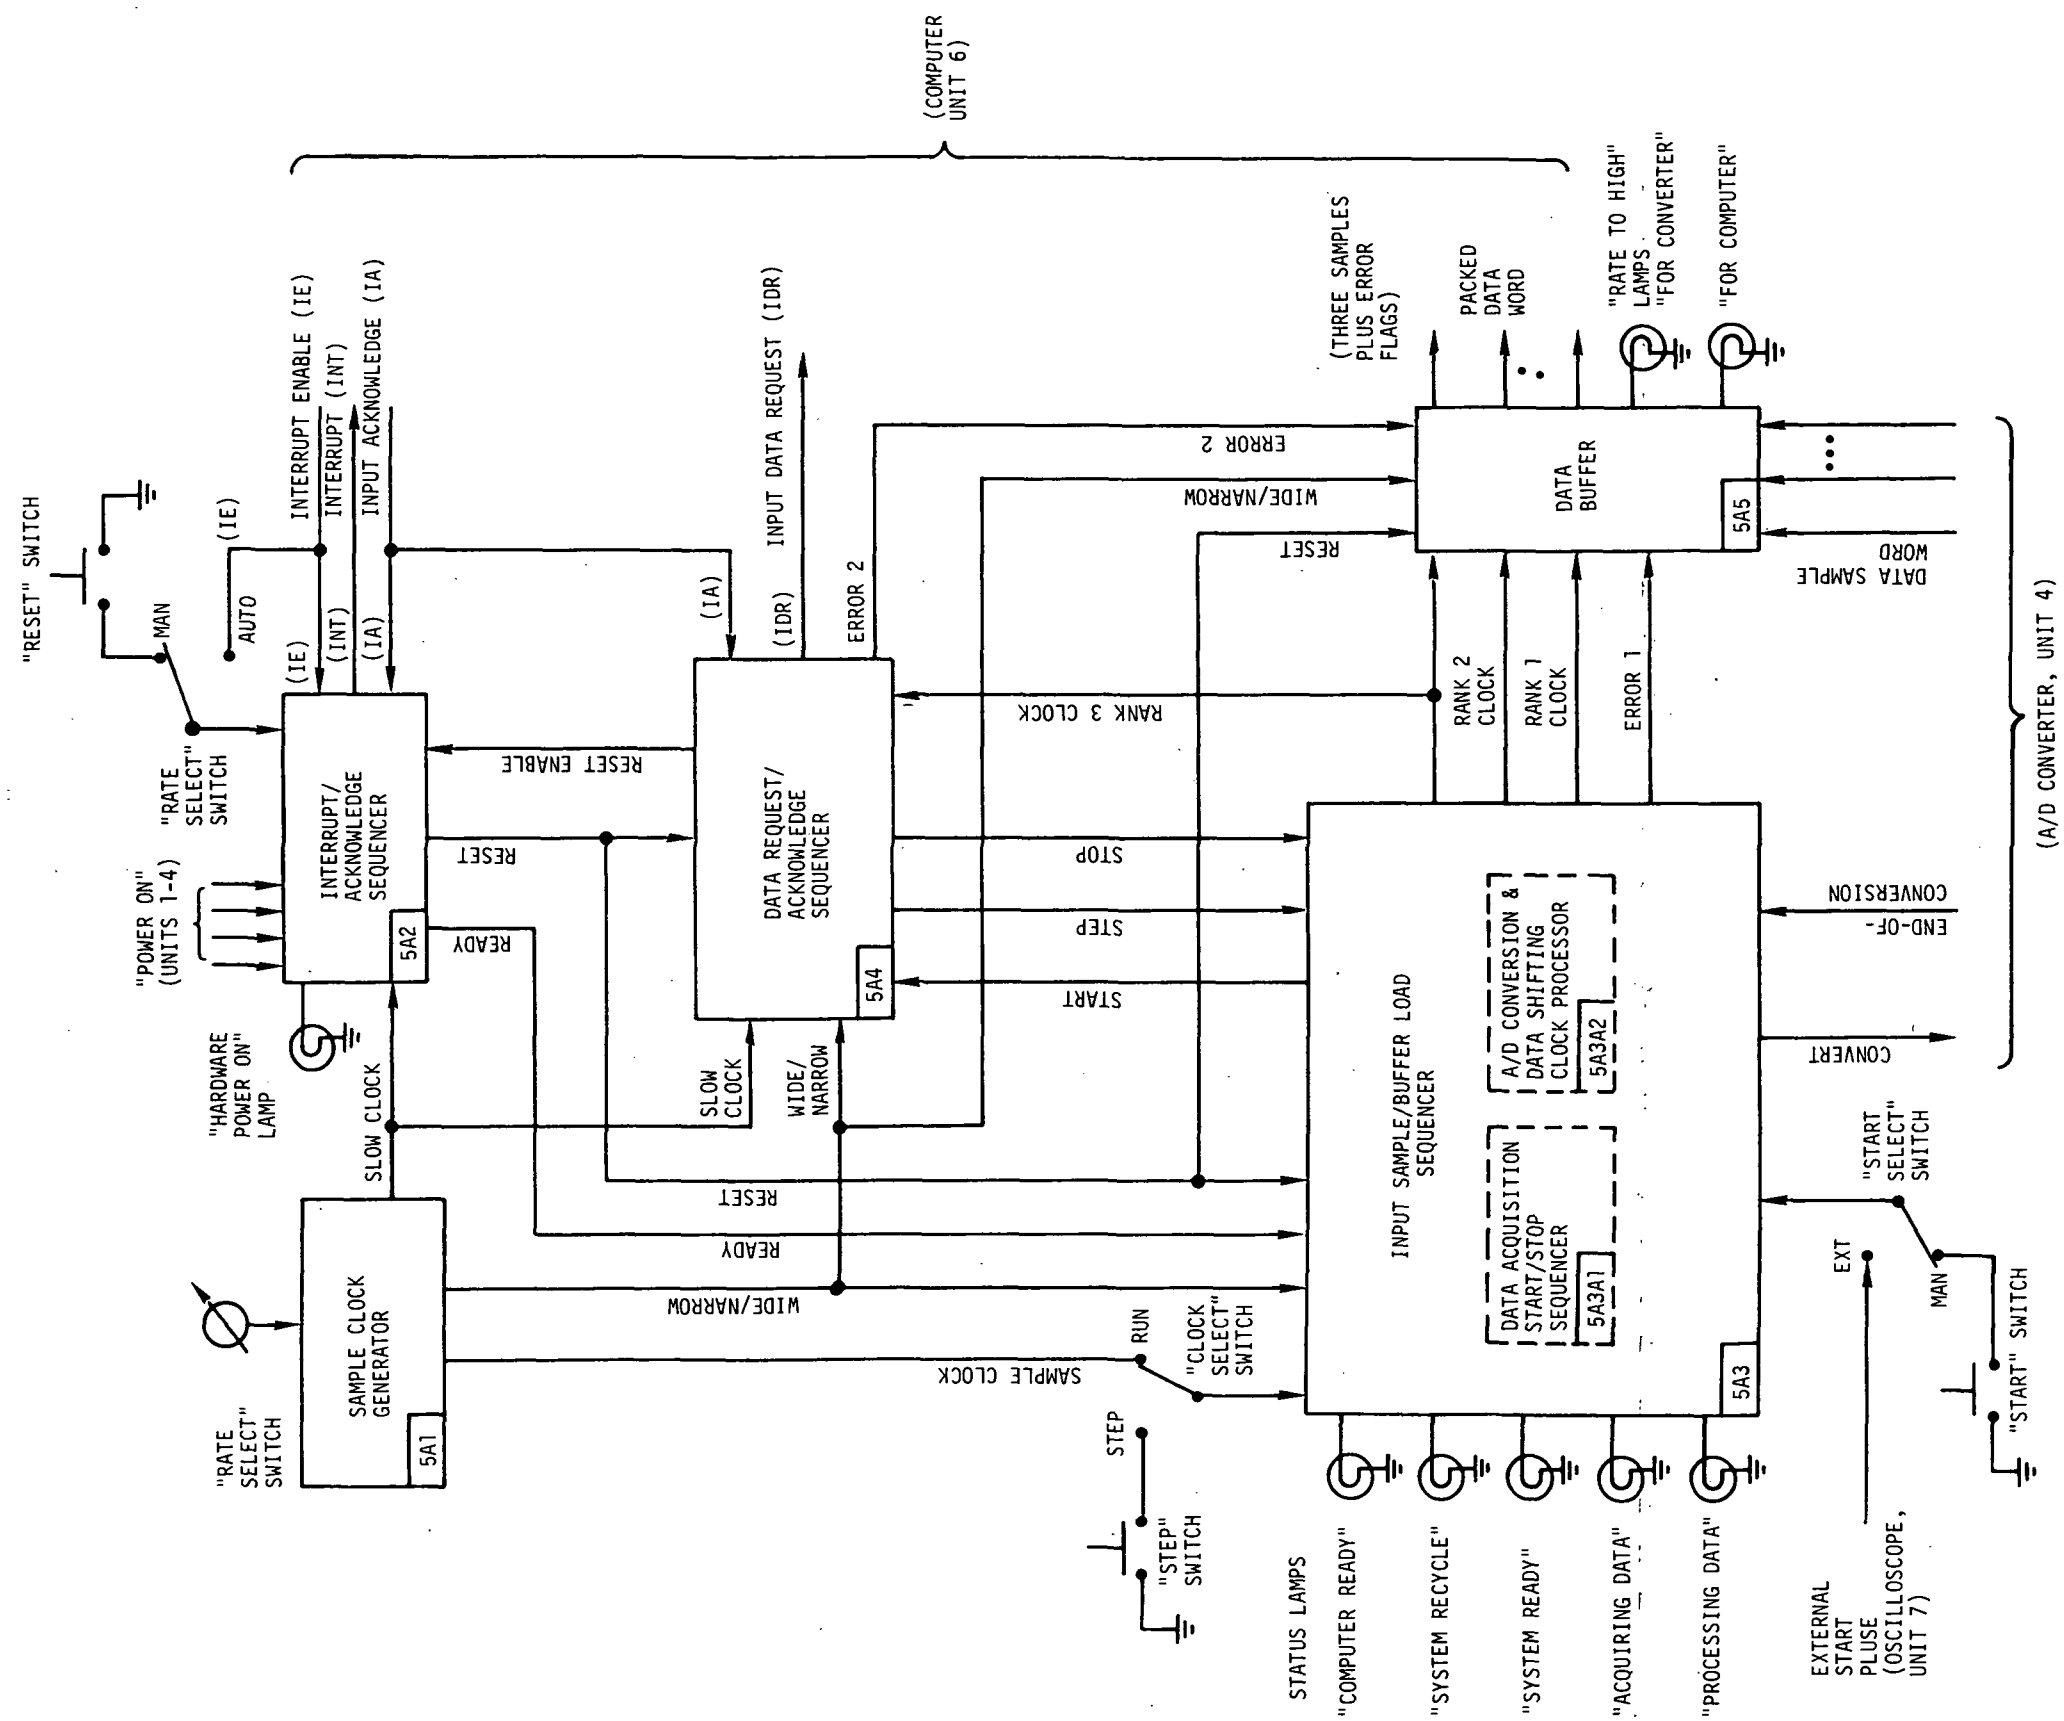 "RATE
SELECT"
SWITCH
SAMPLE CLOCK
GENERATOR
5A1
SLOW CLOCK
"HARDWARE
POWER ON"
LAMP
"POWER ON"
(UNITS 1-4)
"RATE
SELECT"
SWITCH
MAN
AUTO
"RESET" SWITCH
(IE)
INTERRUPT/
ACKNOWLEDGE
SEQUENCER
5A2
(IE)
(INT)
(IA)
INTERRUPT ENABLE (IE)
INTERRUPT (INT)
INPUT ACKNOWLEDGE (IA)
(COMPUTER
UNIT 6)
READY
RESET
RESET ENABLE
SLOW
CLOCK
WIDE/
NARROW
DATA REQUEST/
ACKNOWLEDGE
SEQUENCER
5A4
(IA)
(IDR)
INPUT DATA REQUEST (IDR)
ERROR 2
SAMPLE CLOCK
WIDE/NARROW
READY
RESET
START
STEP
STOP
RANK 3 CLOCK
RESET
WIDE/NARROW
ERROR 2
STEP
RUN
"STEP"
SWITCH
"CLOCK
SELECT"
SWITCH
STATUS LAMPS
"COMPUTER READY"
"SYSTEM RECYCLE"
"SYSTEM READY"
"ACQUIRING DATA"
"PROCESSING DATA"
INPUT SAMPLE/BUFFER LOAD
SEQUENCER
DATA ACQUISITION
START/STOP
SEQUENCER
5A3A1
A/D CONVERSION &
DATA SHIFTING
CLOCK PROCESSOR
5A3A2
5A3
RANK 2
CLOCK
RANK 1
CLOCK
ERROR 1
DATA
BUFFER
5A5
(THREE SAMPLES
PLUS ERROR
FLAGS)
PACKED
DATA
WORD
"RATE TO HIGH"
LAMPS
"FOR CONVERTER"
"FOR COMPUTER"
EXTERNAL
START
PLUSE
(OSCILLOSCOPE,
UNIT 7)
EXT
MAN
"START
SELECT"
SWITCH
"START" SWITCH
CONVERT
END-OF-
CONVERSION
DATA SAMPLE
WORD
(A/D CONVERTER, UNIT 4)